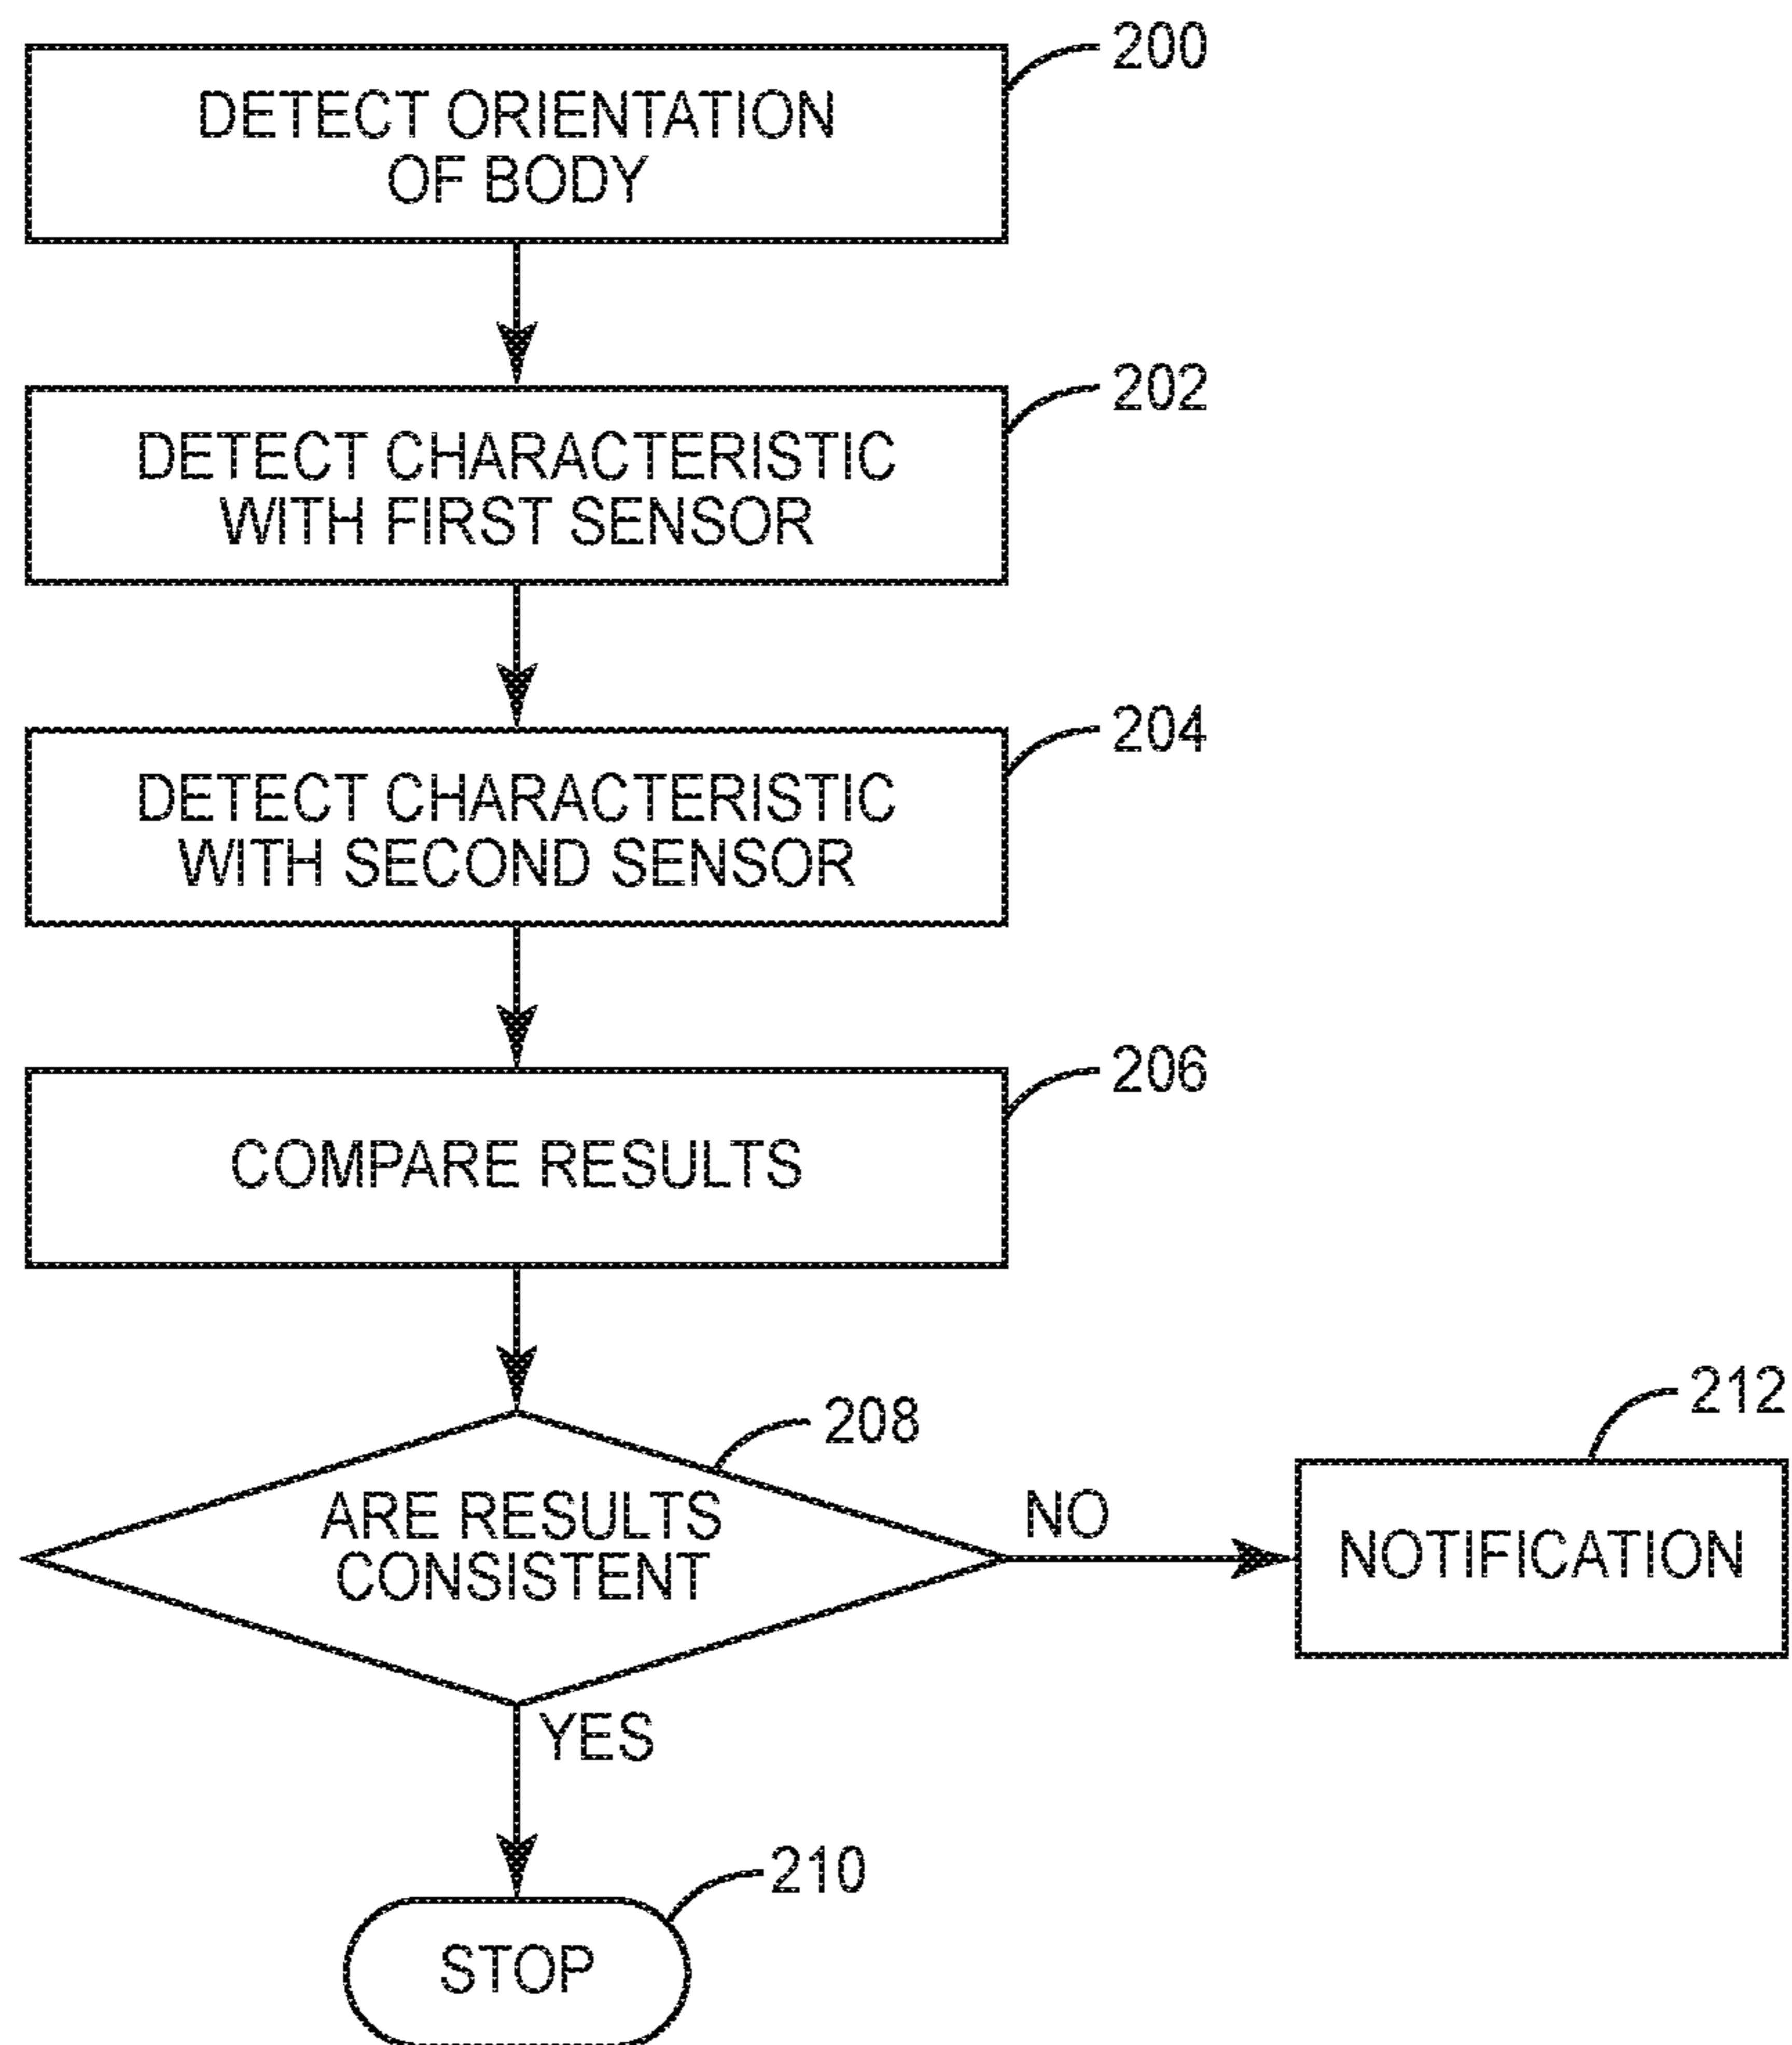 200
DETECT ORIENTATION
OF BODY
202
DETECT CHARACTERISTIC
WITH FIRST SENSOR
204
DETECT CHARACTERISTIC
WITH SECOND SENSOR
206
COMPARE RESULTS
208
ARE RESULTS
CONSISTENT
NO
212
NOTIFICATION
YES
210
STOP